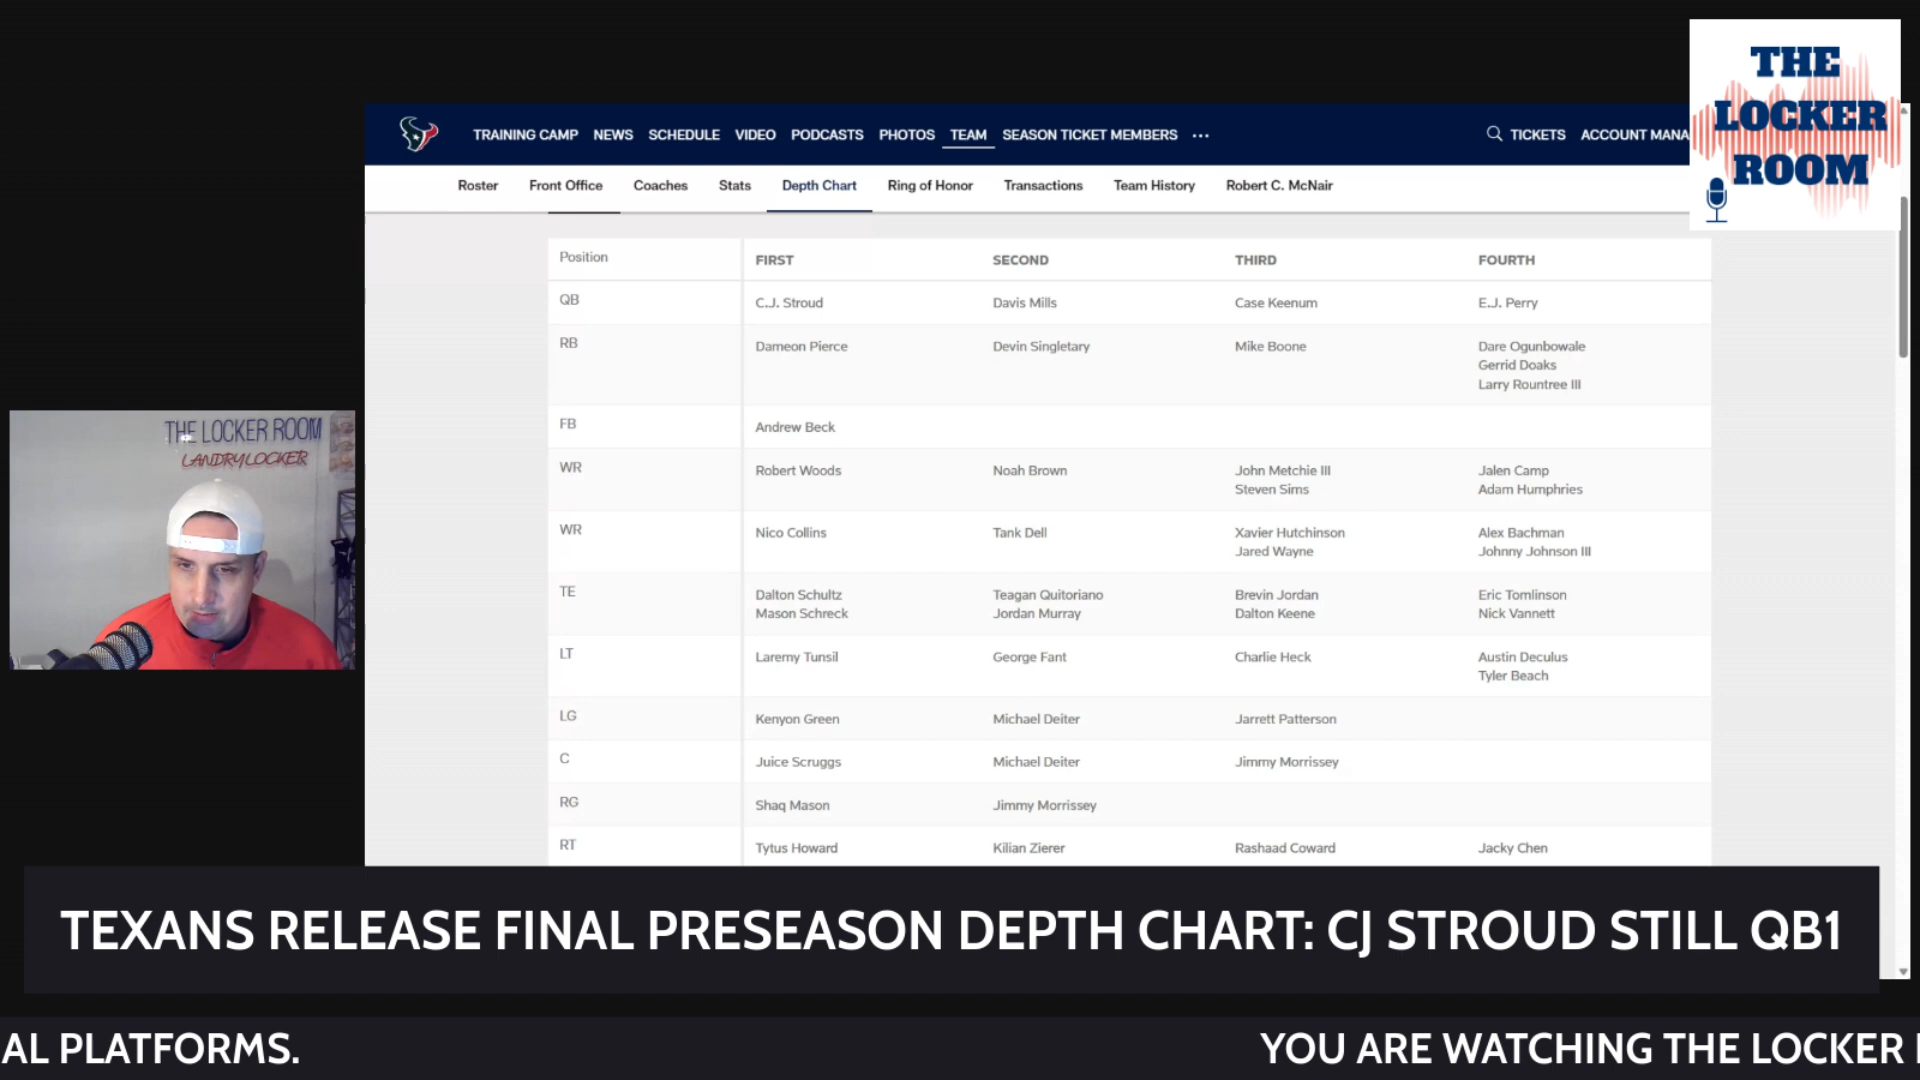 THE
LOCKER
ROOM
TRAINING CAMP NEWS SCHEDULE VIDEO PODCASTS PHOTOS TEAM SEASON TICKET MEMBERS ••• TICKETS ACCOUNT MANA
Roster Front Office Coaches Stats Depth Chart Ring of Honor Transactions Team History Robert C. McNair
Position FIRST SECOND THIRD FOURTH
QB C.J. Stroud Davis Mills Case Keenum E.J. Perry
RB Dameon Pierce Devin Singletary Mike Boone Dare Ogunbowale
Gerrid Doaks
Larry Rountree III
FB Andrew Beck
WR Robert Woods Noah Brown John Metchie III Jalen Camp
Steven Sims Adam Humphries
WR Nico Collins Tank Dell Xavier Hutchinson Alex Bachman
Jared Wayne Johnny Johnson III
TE Dalton Schultz Teagan Quitoriano Brevin Jordan Eric Tomlinson
Mason Schreck Jordan Murray Dalton Keene Nick Vannett
LT Laremy Tunsil George Fant Charlie Heck Austin Deculus
Tyler Beach
LG Kenyon Green Michael Deiter Jarrett Patterson
C Juice Scruggs Michael Deiter Jimmy Morrissey
RG Shaq Mason Jimmy Morrissey
RT Tytus Howard Kilian Zierer Rashaad Coward Jacky Chen
THE LOCKER ROOM
LANDRYLOCKER
TEXANS RELEASE FINAL PRESEASON DEPTH CHART: CJ STROUD STILL QB1
AL PLATFORMS. YOU ARE WATCHING THE LOCKER